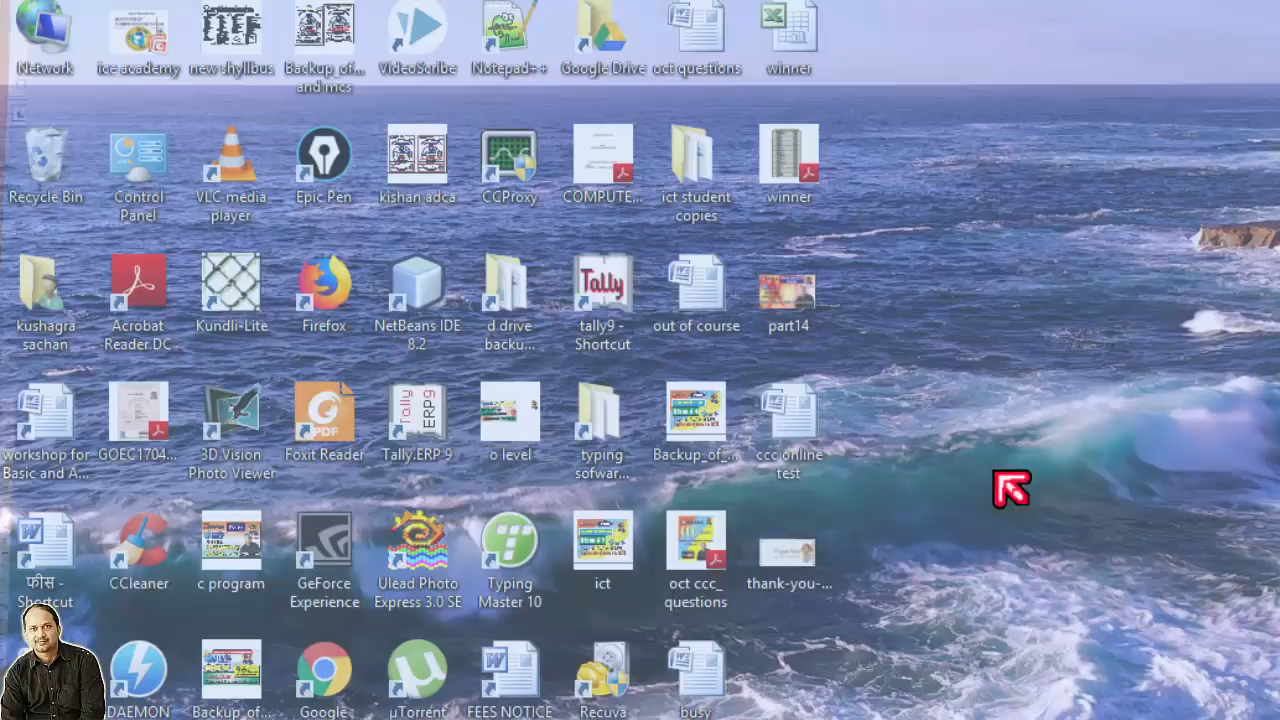 Network
ice academy
new shyllbus
Backup_of...
and mcs
VideoScribe
Notepad++
Google Drive
oct questions
winner
Recycle Bin
Control
Panel
VLC media
player
Epic Pen
kishan adca
CCProxy
COMPUTE...
ict student
copies
winner
kushagra
sachan
Acrobat
Reader DC
Kundli-Lite
Firefox
NetBeans IDE
8.2
d drive
backu...
Tally
tally9 -
Shortcut
out of course
part14
workshop for
Basic and A...
GOEC1704...
3D Vision
Photo Viewer
PDF
Foxit Reader
Tally
ERP9
Tally.ERP 9
o level
typing
sofwar...
Backup_of_...
ccc online
test
फीस -
Shortcut
CCleaner
c program
GeForce
Experience
Ulead Photo
Express 3.0 SE
Typing
Master 10
ict
oct ccc_
questions
thank-you-...
DAEMON
Backup_of...
Google
µTorrent
FEES NOTICE
Recuva
busy